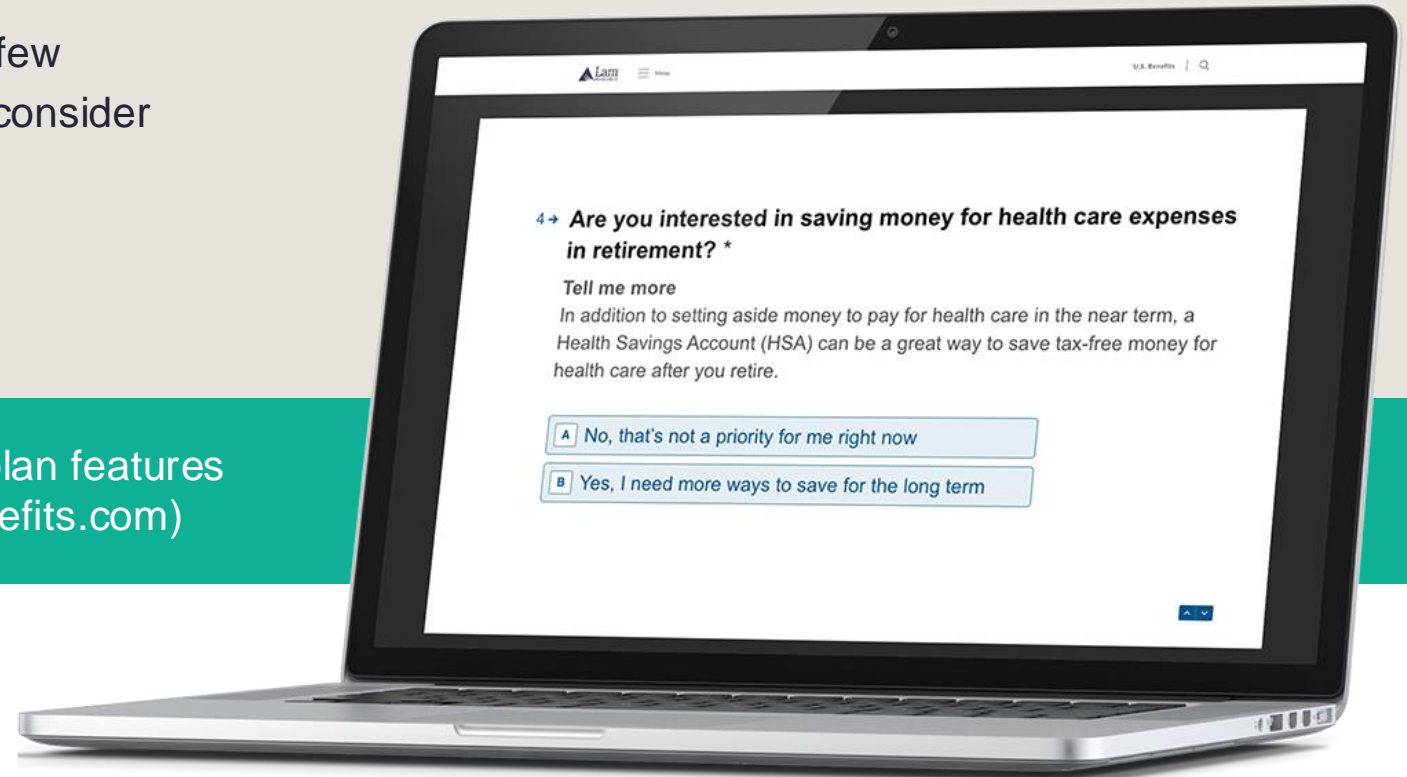 few
consider
Lam
Menu
U.S. Benefits
4 → Are you interested in saving money for health care expenses
in retirement? *
Tell me more
In addition to setting aside money to pay for health care in the near term, a
Health Savings Account (HSA) can be a great way to save tax-free money for
health care after you retire.
A No, that's not a priority for me right now
B Yes, I need more ways to save for the long term
lan features
efits.com)